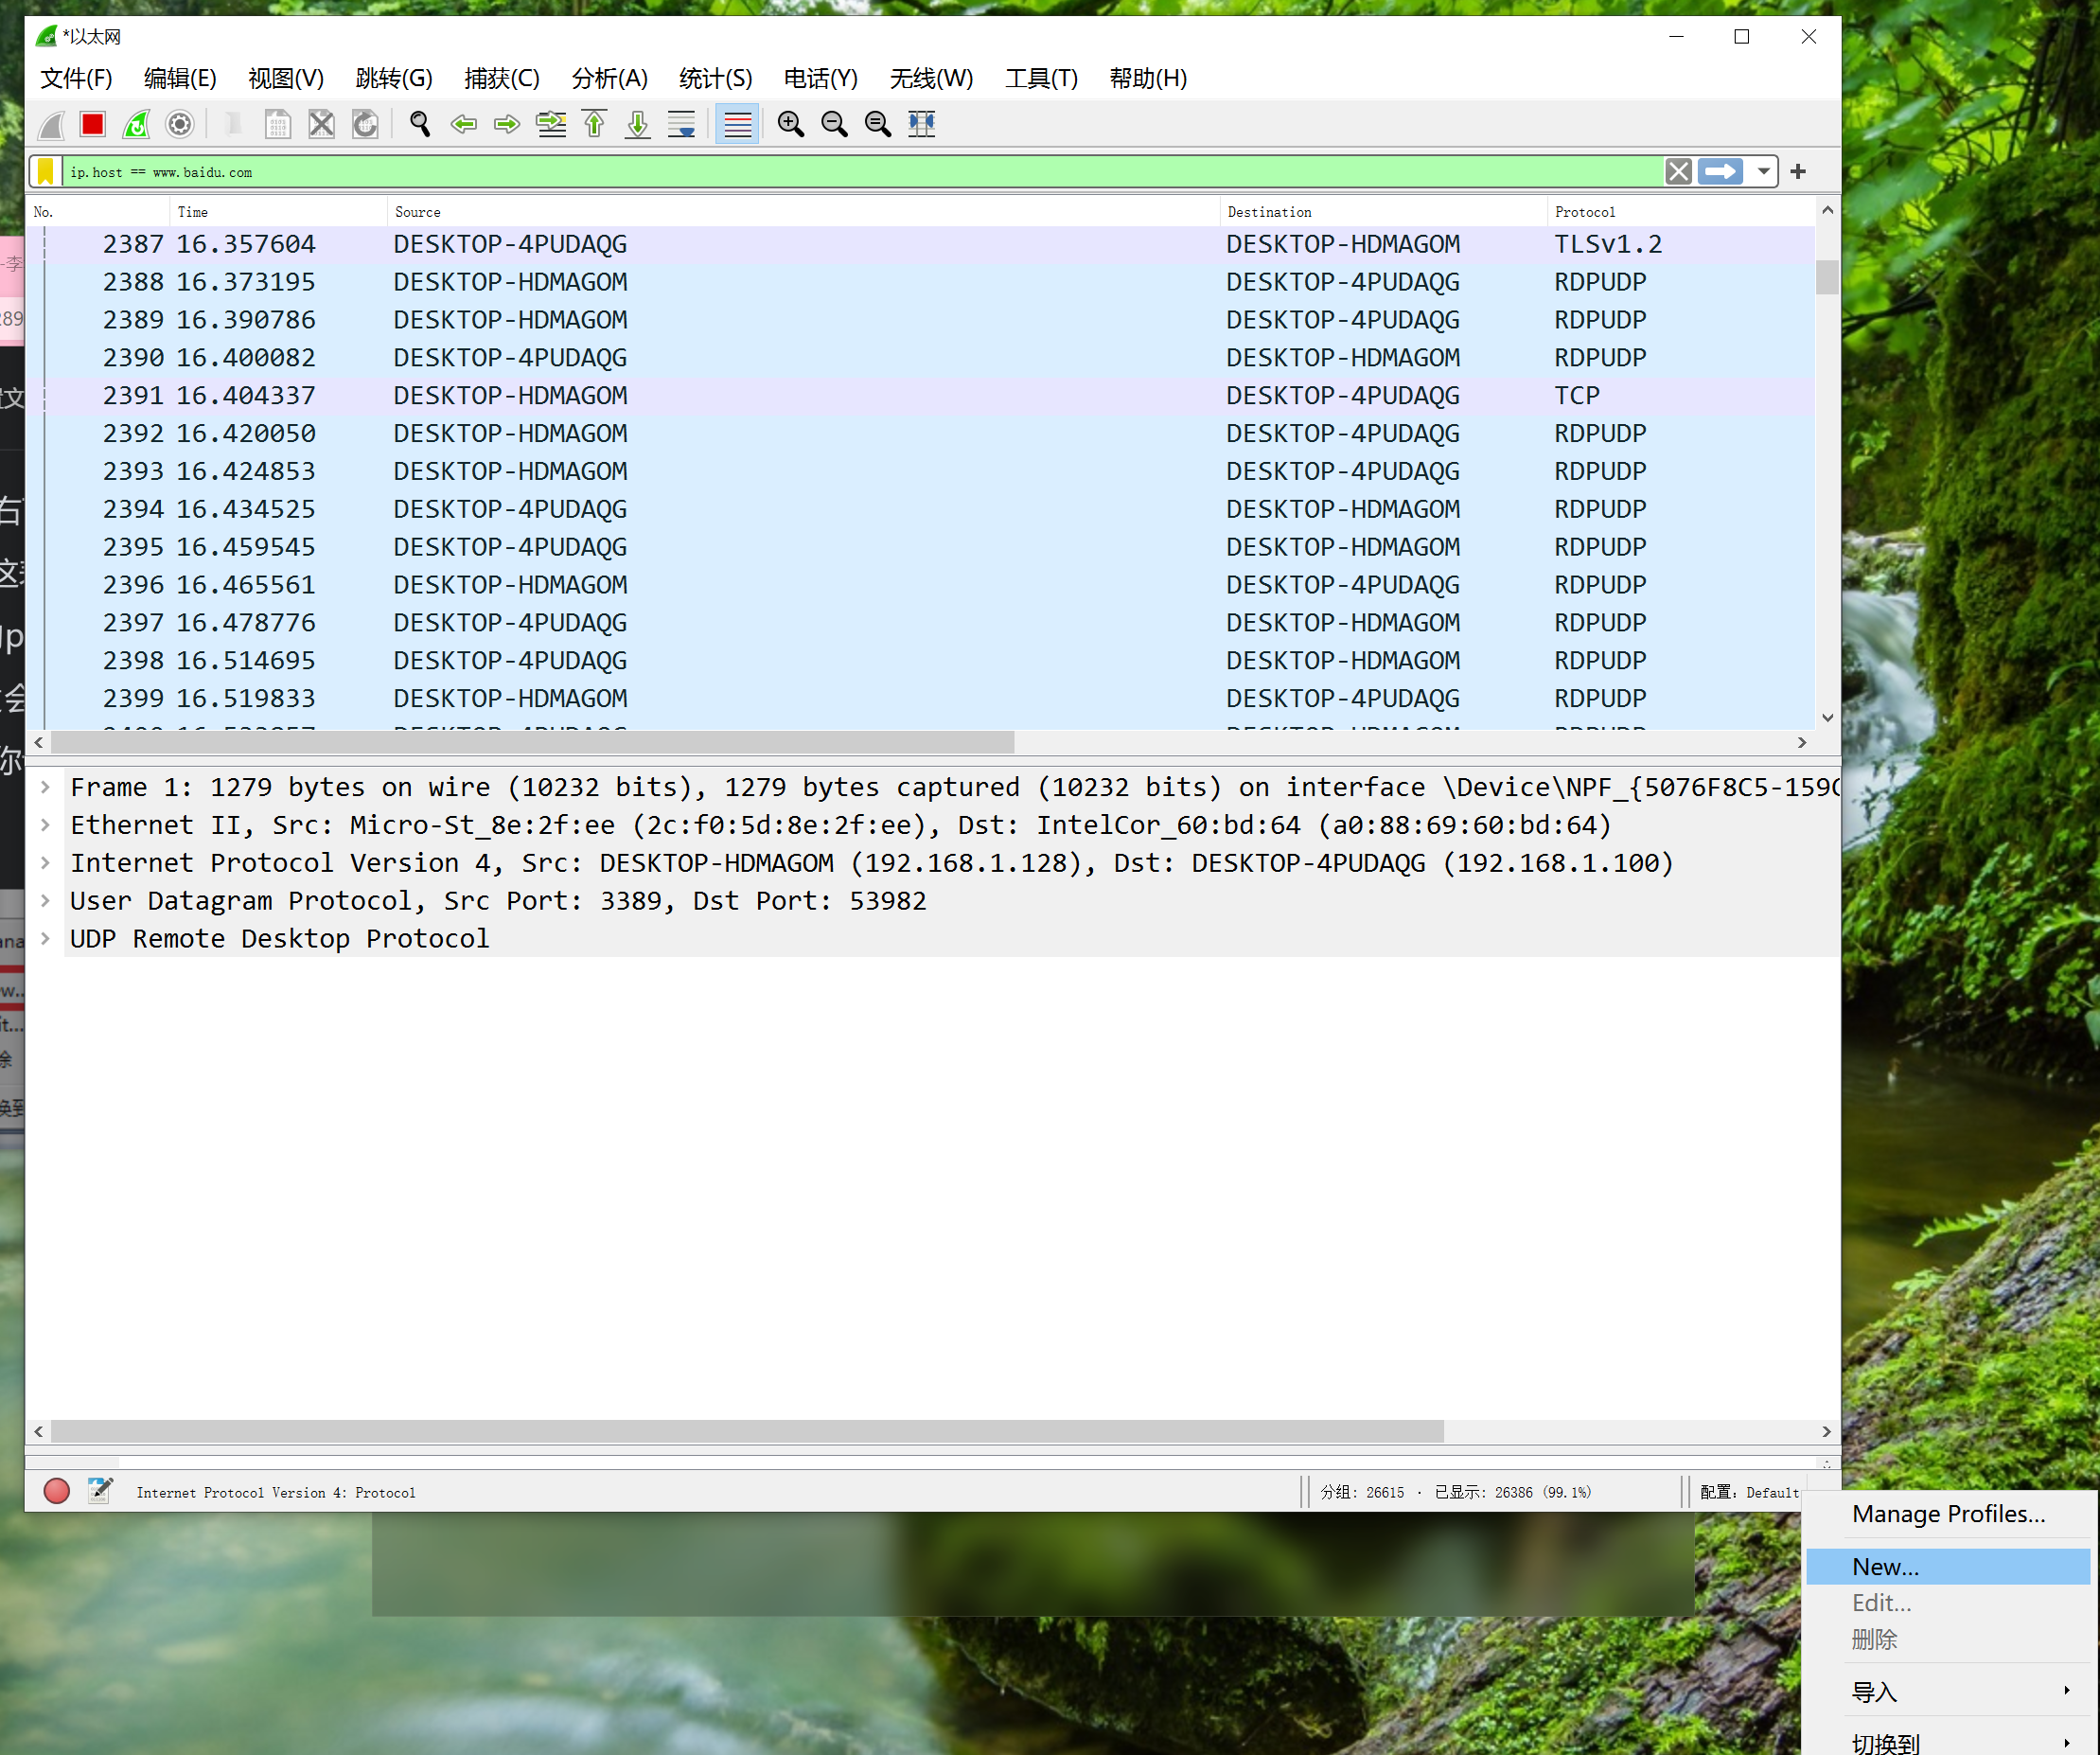 *以太网
文件(F) 编辑(E) 视图(V) 跳转(G) 捕获(C) 分析(A) 统计(S) 电话(Y) 无线(W) 工具(T) 帮助(H)
ip.host == www.baidu.com
No. Time Source Destination Protocol
2387 16.357604 DESKTOP-4PUDAQG DESKTOP-HDMAGOM TLSv1.2
2388 16.373195 DESKTOP-HDMAGOM DESKTOP-4PUDAQG RDPUDP
2389 16.390786 DESKTOP-HDMAGOM DESKTOP-4PUDAQG RDPUDP
2390 16.400082 DESKTOP-4PUDAQG DESKTOP-HDMAGOM RDPUDP
2391 16.404337 DESKTOP-HDMAGOM DESKTOP-4PUDAQG TCP
2392 16.420050 DESKTOP-HDMAGOM DESKTOP-4PUDAQG RDPUDP
2393 16.424853 DESKTOP-HDMAGOM DESKTOP-4PUDAQG RDPUDP
2394 16.434525 DESKTOP-4PUDAQG DESKTOP-HDMAGOM RDPUDP
2395 16.459545 DESKTOP-4PUDAQG DESKTOP-HDMAGOM RDPUDP
2396 16.465561 DESKTOP-HDMAGOM DESKTOP-4PUDAQG RDPUDP
2397 16.478776 DESKTOP-4PUDAQG DESKTOP-HDMAGOM RDPUDP
2398 16.514695 DESKTOP-4PUDAQG DESKTOP-HDMAGOM RDPUDP
2399 16.519833 DESKTOP-HDMAGOM DESKTOP-4PUDAQG RDPUDP
Frame 1: 1279 bytes on wire (10232 bits), 1279 bytes captured (10232 bits) on interface \Device\NPF_{5076F8C5-159C
Ethernet II, Src: Micro-St_8e:2f:ee (2c:f0:5d:8e:2f:ee), Dst: IntelCor_60:bd:64 (a0:88:69:60:bd:64)
Internet Protocol Version 4, Src: DESKTOP-HDMAGOM (192.168.1.128), Dst: DESKTOP-4PUDAQG (192.168.1.100)
User Datagram Protocol, Src Port: 3389, Dst Port: 53982
UDP Remote Desktop Protocol
Internet Protocol Version 4: Protocol 分组: 26615 · 已显示: 26386 (99.1%) 配置: Default
Manage Profiles...
New...
Edit...
删除
导入
切换到